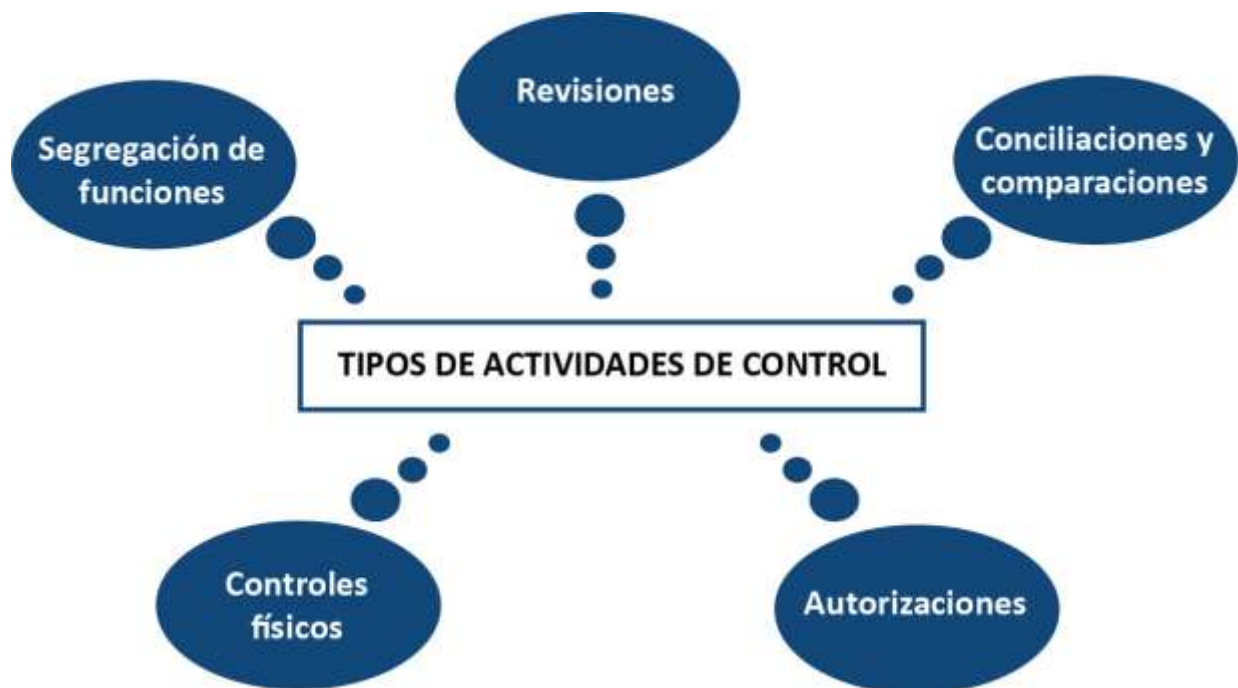 Revisiones
Segregación de
funciones
Conciliaciones y
comparaciones
TIPOS DE ACTIVIDADES DE CONTROL
Controles
físicos
Autorizaciones